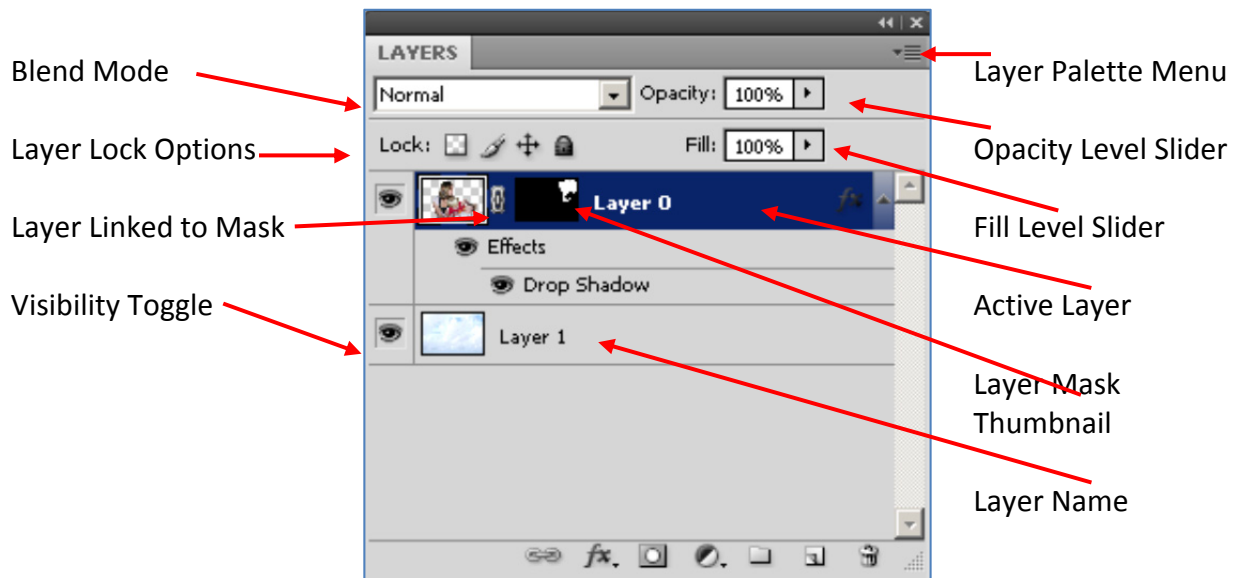 LAYERS
Blend Mode
Layer Palette Menu
Normal
Opacity: 100%
Layer Lock Options
Lock:
Fill: 100%
Opacity Level Slider
Layer 0
fx
Layer Linked to Mask
Fill Level Slider
Effects
Visibility Toggle
Drop Shadow
Active Layer
Layer 1
Layer Mask
Thumbnail
Layer Name
fx.